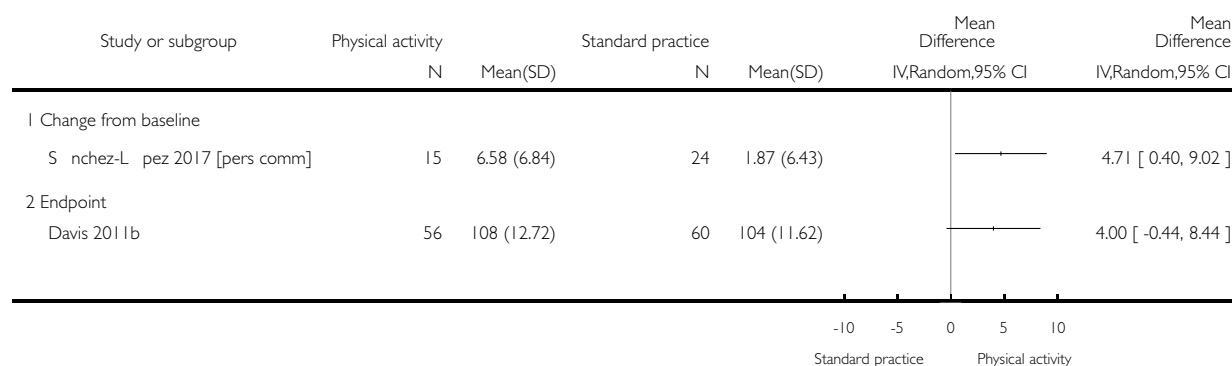 Study or subgroup Physical activity Standard practice Mean Difference Mean Difference
N Mean(SD) N Mean(SD) IV,Random,95% CI IV,Random,95% CI
1 Change from baseline
S nchez-L pez 2017 [pers comm] 15 6.58 (6.84) 24 1.87 (6.43) 4.71 [ 0.40, 9.02 ]
2 Endpoint
Davis 2011b 56 108 (12.72) 60 104 (11.62) 4.00 [ -0.44, 8.44 ]
-10 -5 0 5 10
Standard practice Physical activity